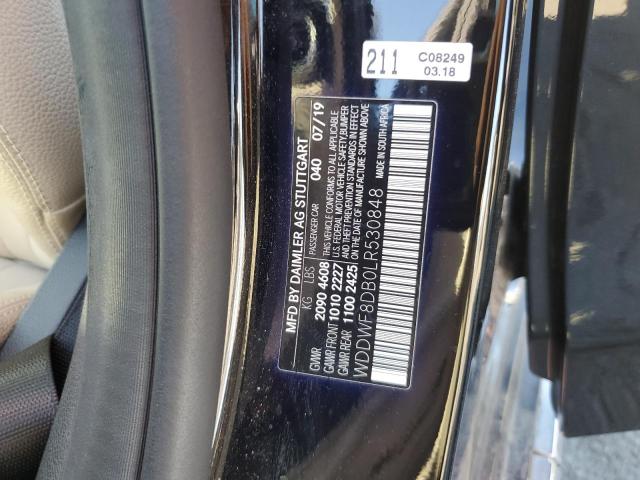 211
C08249
03.18
MFD BY DAIMLER AG STUTTGART
PASSENGER CAR 040 07/19
KG LBS THIS VEHICLE CONFORMS TO ALL APPLICABLE
GVWR 2090 4608 U.S. FEDERAL MOTOR VEHICLE SAFETY,BUMPER
GAWR FRONT 1010 2227 AND THEFT PREVENTION STANDARDS IN EFFECT
GAWR REAR 1100 2425 ON THE DATE OF MANUFACTURE SHOWN ABOVE
WDDWF8DB0LR530848 MADE IN SOUTH AFRICA